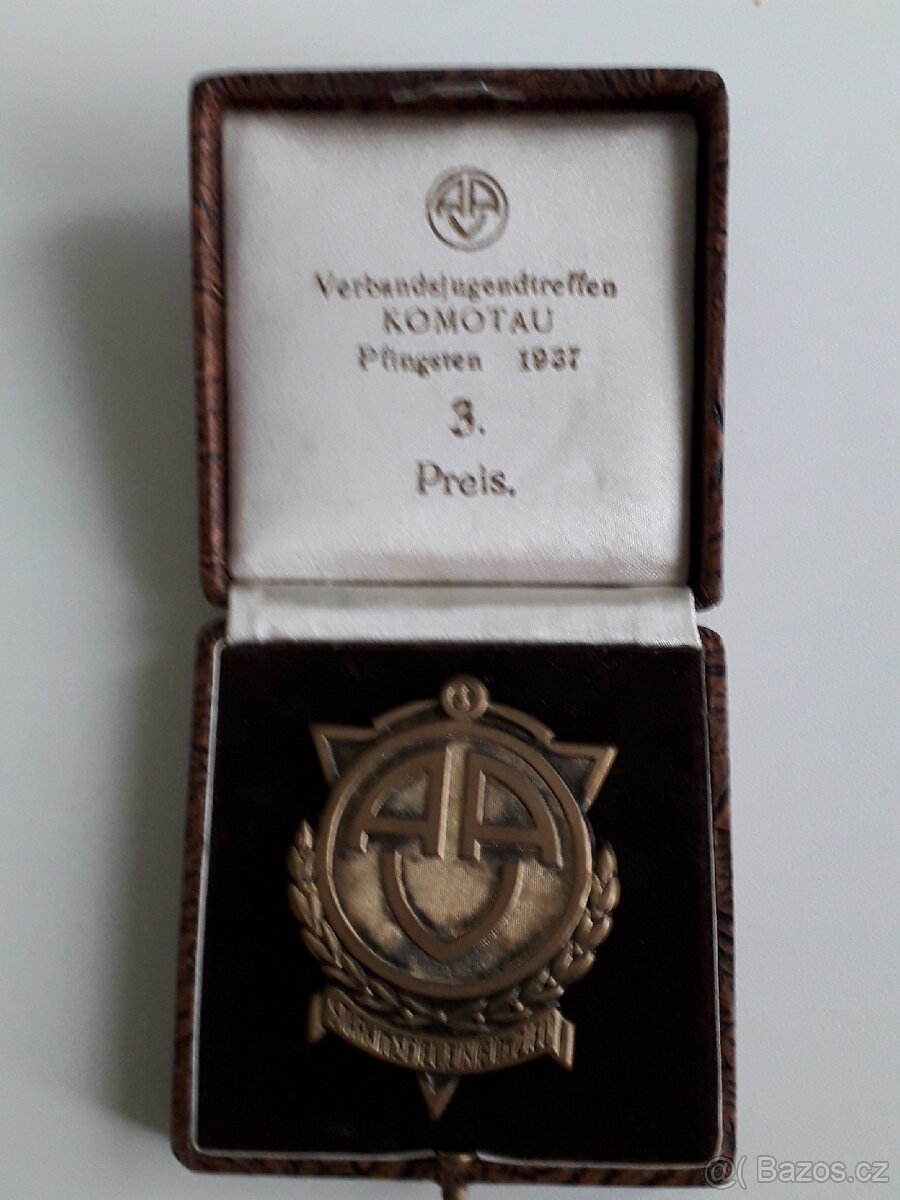 Verbandsjugendtreffen
KOMOTAU
Pfingsten 1937
3.
Preis.
@( Bazos.cz